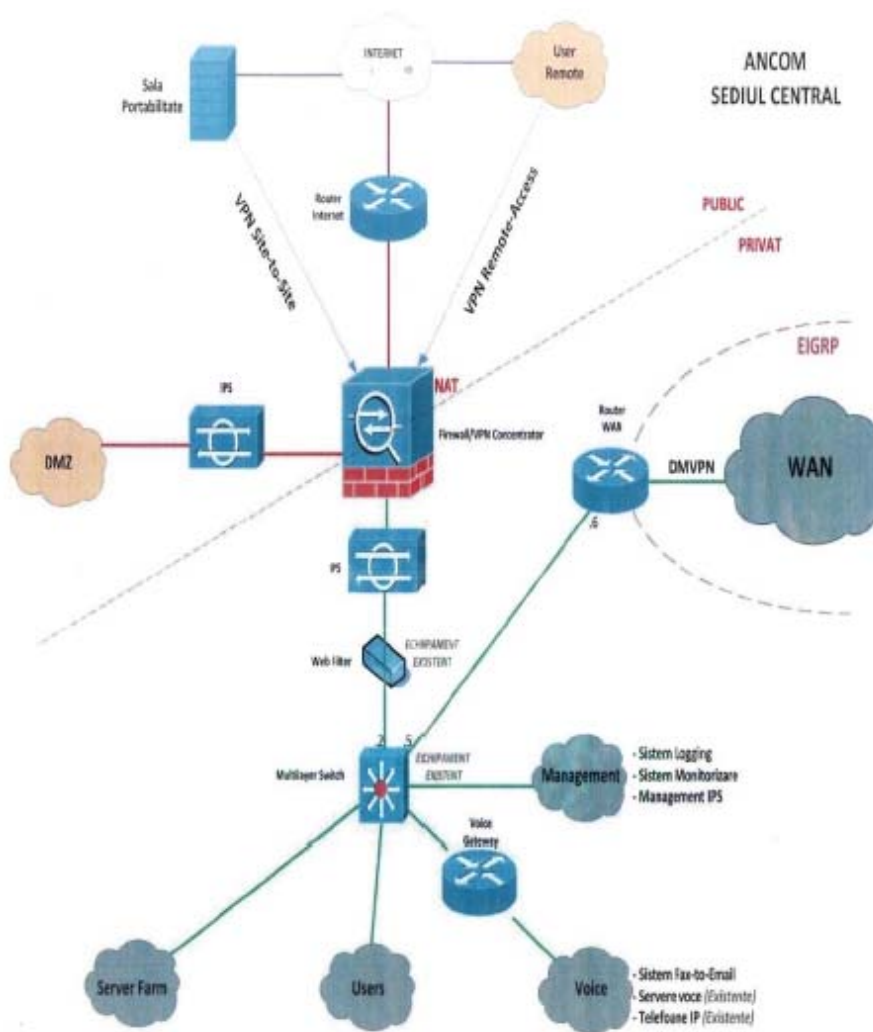 INTERNET
User
Remote
ANCOM
SEDIUL CENTRAL
Sala
Portabilitate
Router
Internet
VPN Site-to-Site
VPN Remote-Access
PUBLIC
PRIVAT
EIGRP
IPS
NAT
Firewall/VPN Concentrator
Router
WAN
DMZ
DMVPN
WAN
.6
IPS
Web Filter
ECHIPAMENT
EXISTENT
.2
.5
Multilayer Switch
ECHIPAMENT
EXISTENT
Management
- Sistem Logging
- Sistem Monitorizare
- Management IPS
Voice
Gateway
Server Farm
Users
Voice
- Sistem Fax-to-Email
- Servere voce (Existente)
- Telefoane IP (Existente)